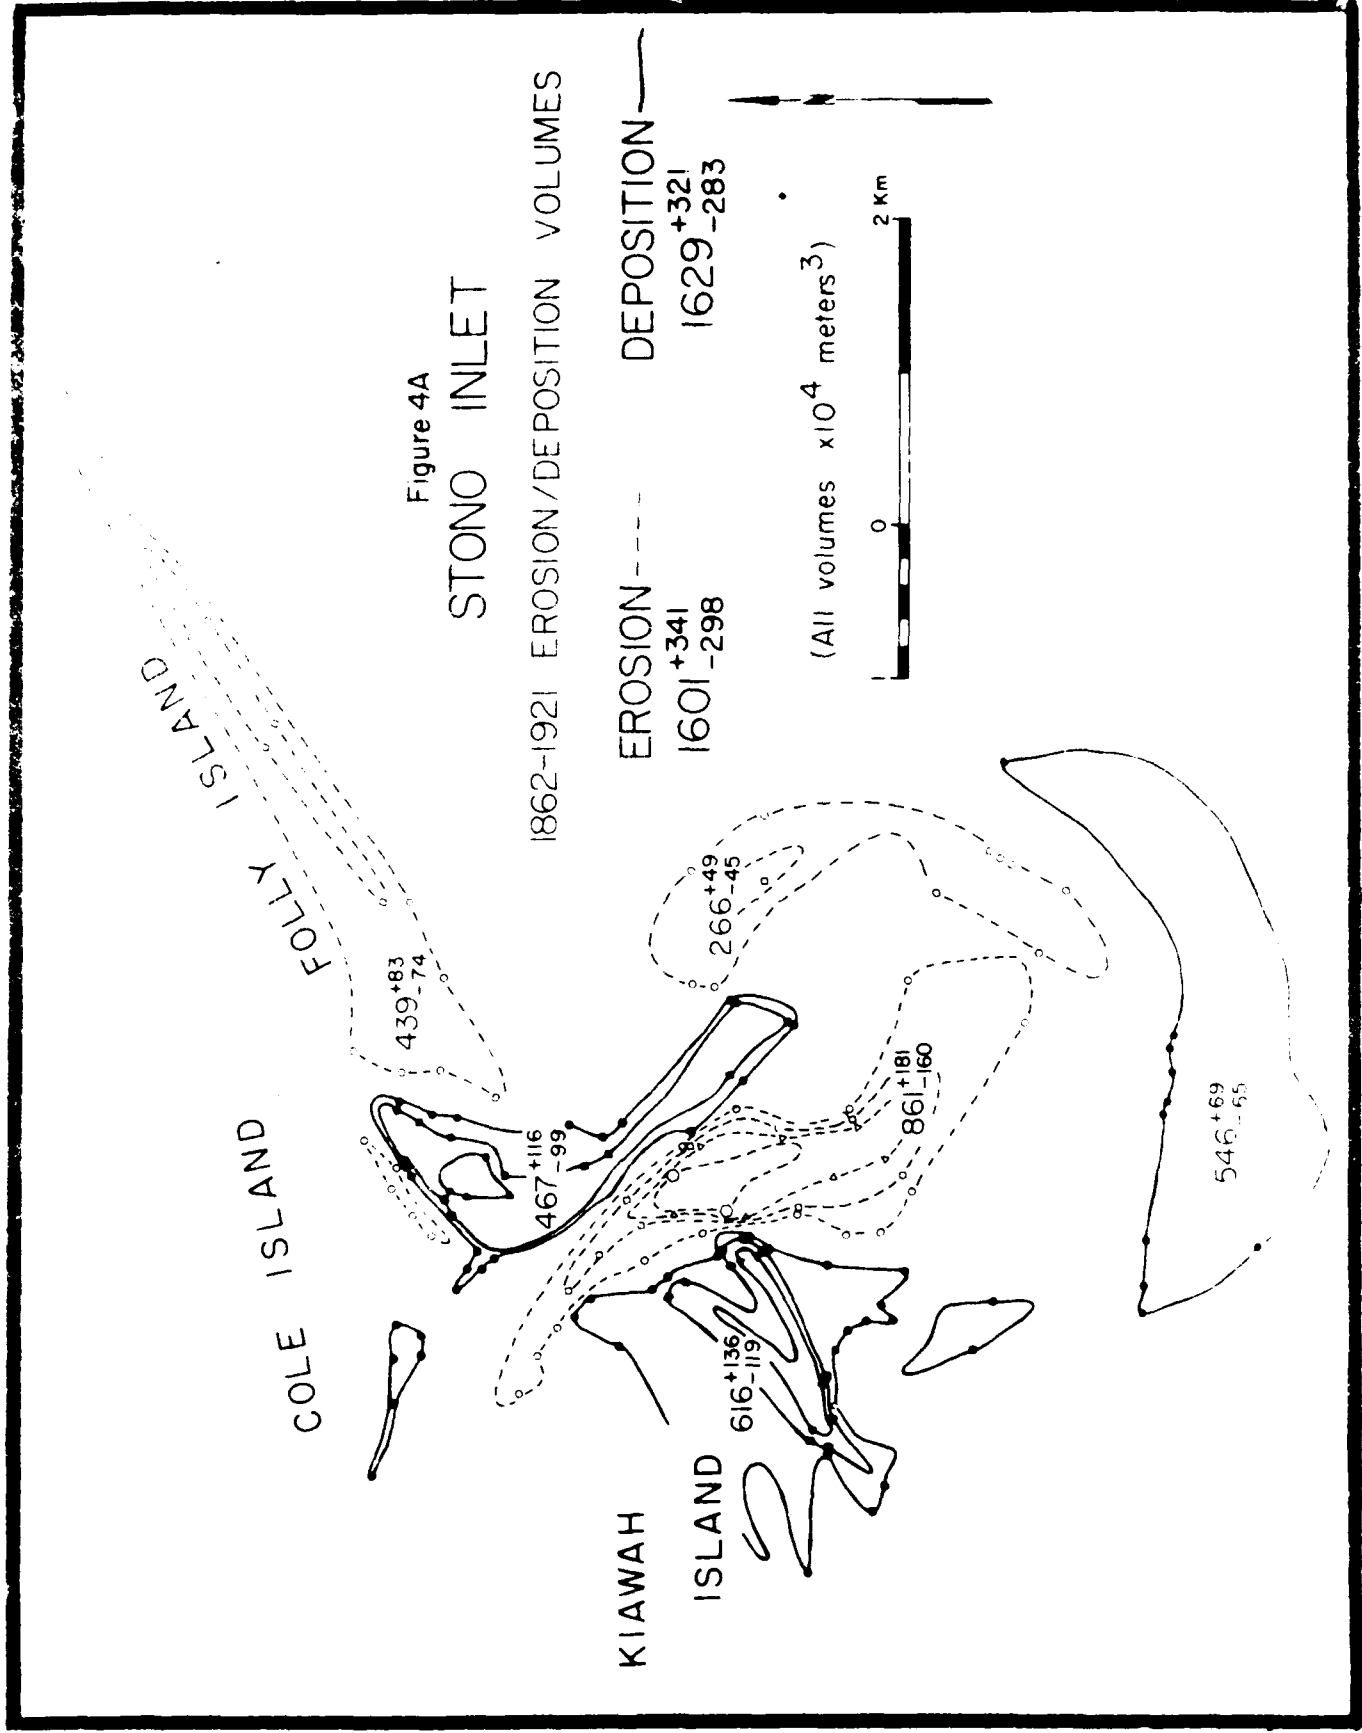 Figure 4A
STONO INLET
1862-1921 EROSION/DEPOSITION VOLUMES
EROSION---- DEPOSITION—
1601 +341 -298 1629 +321 -283
(All volumes x10⁴ meters³)
1 0 2 Km
FOLLY ISLAND
COLE ISLAND
KIAWAH
ISLAND
439 +83 -74
467 +116 -99
266 +49 -45
616 +136 -119
861 +181 -160
546 +69 -65
N